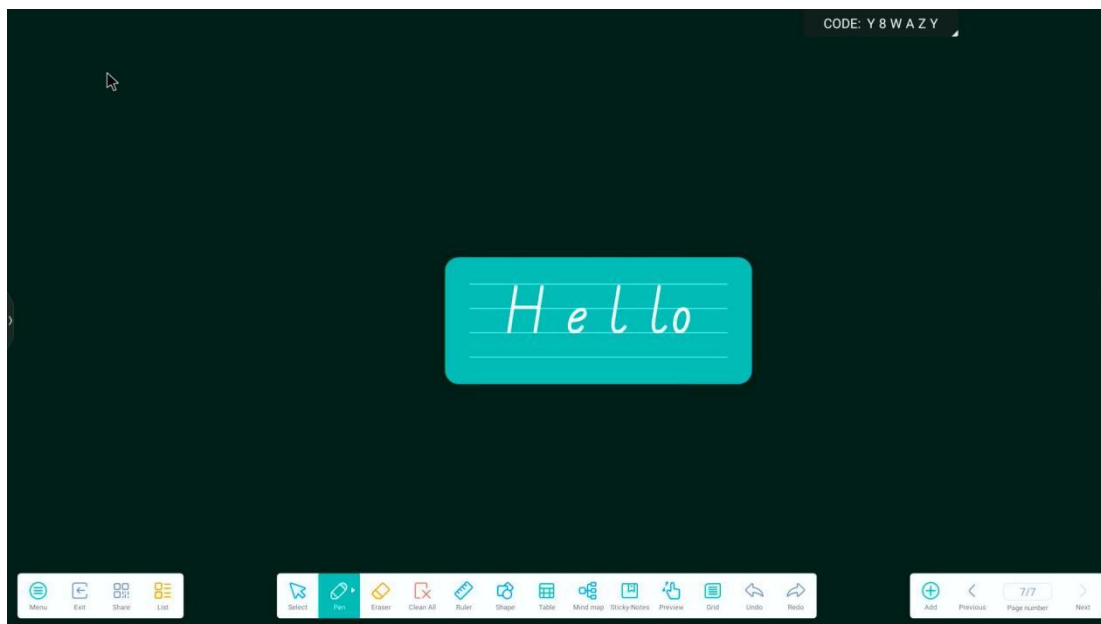 CODE: Y 8 W A Z Y
Hello
Menu Exit Share List Select Pen Eraser Clean All Ruler Shape Table Mind map Sticky Notes Preview Grid Undo Redo Add Previous 7/7 Page number Next